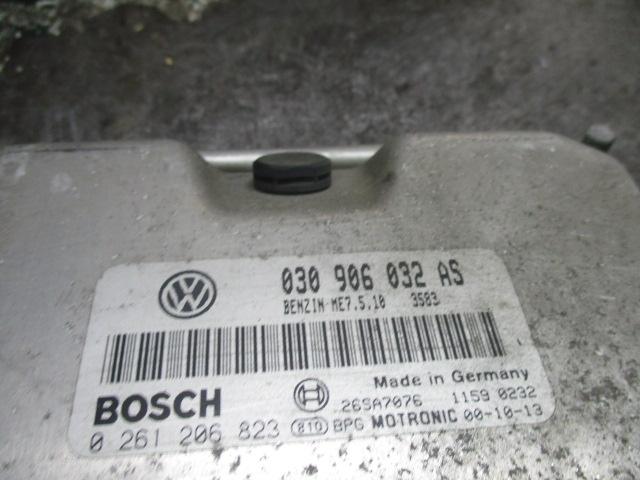 030 906 032 AS
BENZIN ME7.5.10 3583
Made in Germany
BOSCH 26SA7076 1159 0232
0 261 206 823 810 BPG MOTRONIC 00-10-13